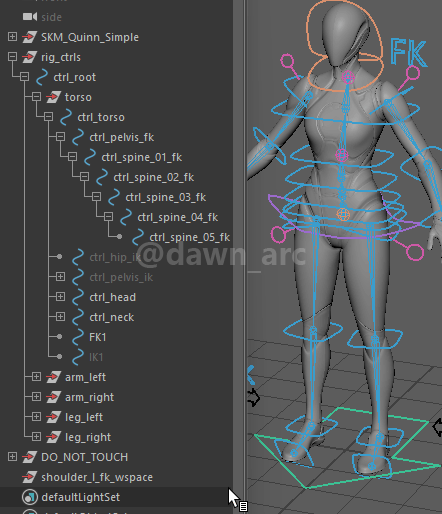 side
SKM_Quinn_Simple
rig_ctrls
ctrl_root
torso
ctrl_torso
ctrl_pelvis_fk
ctrl_spine_01_fk
ctrl_spine_02_fk
ctrl_spine_03_fk
ctrl_spine_04_fk
ctrl_spine_05_fk
ctrl_hip_ik
ctrl_pelvis_ik
ctrl_head
ctrl_neck
FK1
IK1
arm_left
arm_right
leg_left
leg_right
DO_NOT_TOUCH
shoulder_l_fk_wspace
defaultLightSet
FK
@dawn_arc